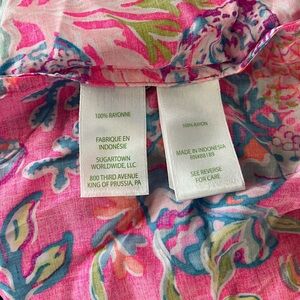 100% RAYONNE
FABRIQUE EN
INDONÉSIE
SUGARTOWN
WORLDWIDE, LLC.
800 THIRD AVENUE
KING OF PRUSSIA, PA
100% RAYON
MADE IN INDONESIA
RN#88189
SEE REVERSE
FOR CARE